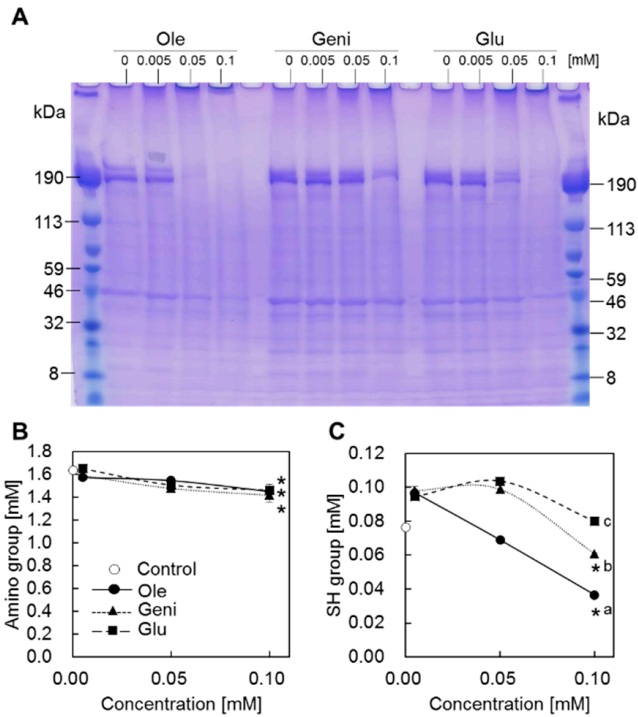 A
Ole Geni Glu
0 0.005 0.05 0.1 0 0.005 0.05 0.1 0 0.005 0.05 0.1 [mM]
kDa kDa
190 190
113 113
59 59
46 46
32 32
8 8
B
1.8
1.6
1.4
1.2
1.0
0.8
0.6
0.4
0.2
0.0
Amino group [mM]
* 
*
*
Control
Ole
Geni
Glu
0.00 0.05 0.10
Concentration [mM]
C
0.12
0.10
0.08
0.06
0.04
0.02
0.00
SH group [mM]
c
*b
*a
0.00 0.05 0.10
Concentration [mM]